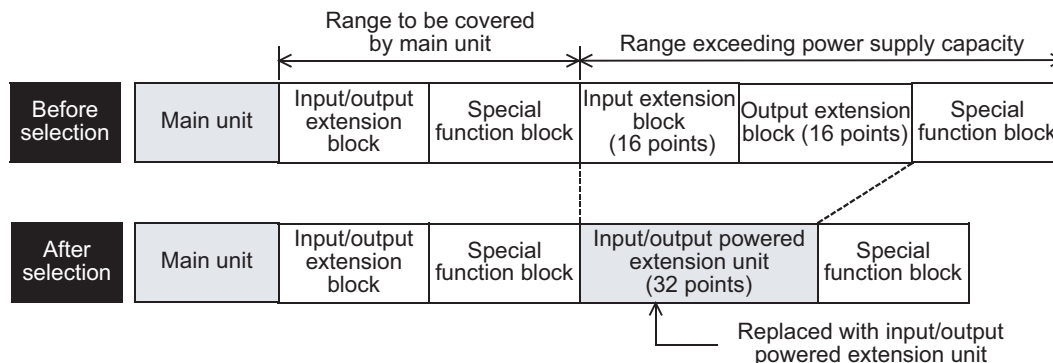 Range to be covered
by main unit
Range exceeding power supply capacity
Before
selection
Main unit
Input/output
extension
block
Special
function block
Input extension
block
(16 points)
Output extension
block (16 points)
Special
function block
After
selection
Main unit
Input/output
extension
block
Special
function block
Input/output powered
extension unit
(32 points)
Special
function block
Replaced with input/output
powered extension unit